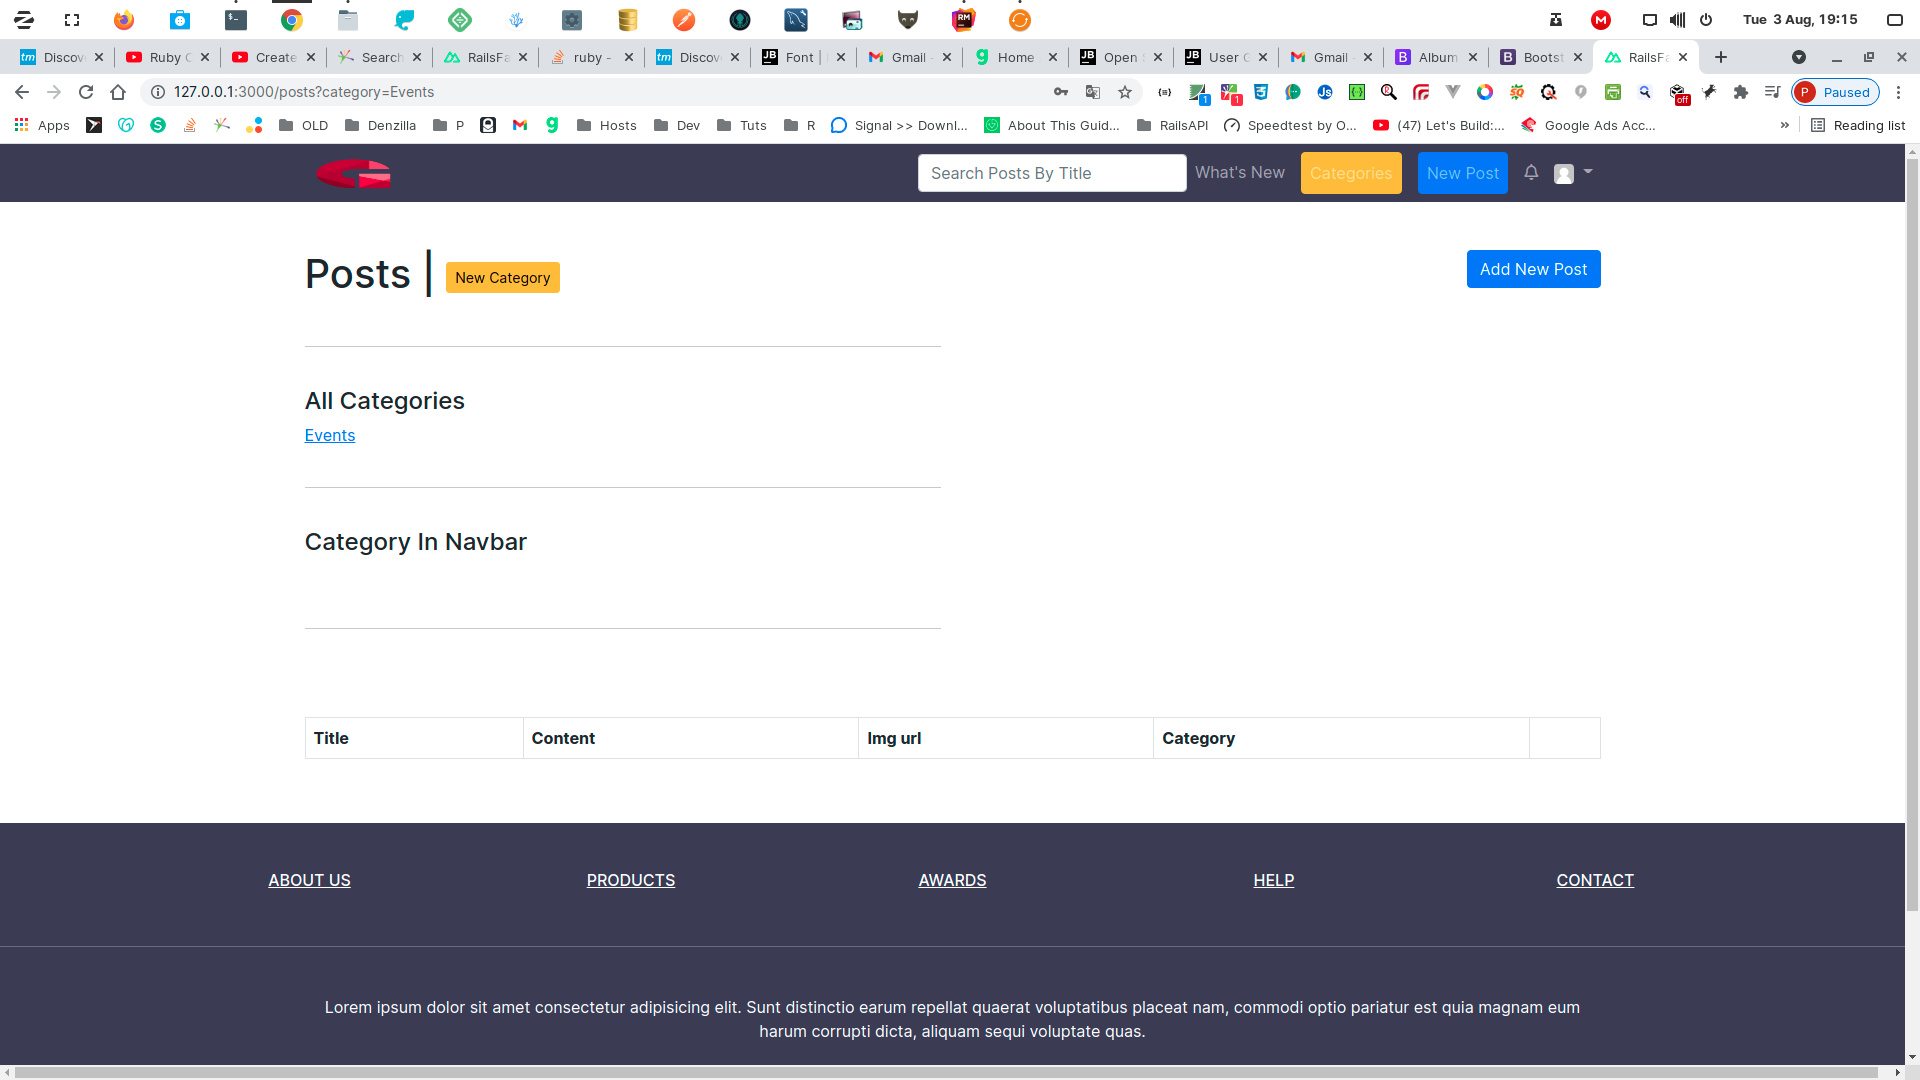 Tue 3 Aug, 19:15
Discov
Ruby C
Create
Search
RailsFa
ruby -
Discov
Font |
Gmail -
Home
Open S
User G
Gmail -
Album
Bootst
RailsFa
127.0.0.1:3000/posts?category=Events
1
1
off
P Paused
Apps
OLD
Denzilla
P
Hosts
Dev
Tuts
R
Signal >> Downl...
About This Guid...
RailsAPI
Speedtest by O...
(47) Let's Build:...
Google Ads Acc...
»
Reading list
Search Posts By Title
What's New
Categories
New Post
Posts |
New Category
Add New Post
All Categories
Events
Category In Navbar
Title Content Img url Category
ABOUT US PRODUCTS AWARDS HELP CONTACT
Lorem ipsum dolor sit amet consectetur adipisicing elit. Sunt distinctio earum repellat quaerat voluptatibus placeat nam, commodi optio pariatur est quia magnam eum
harum corrupti dicta, aliquam sequi voluptate quas.